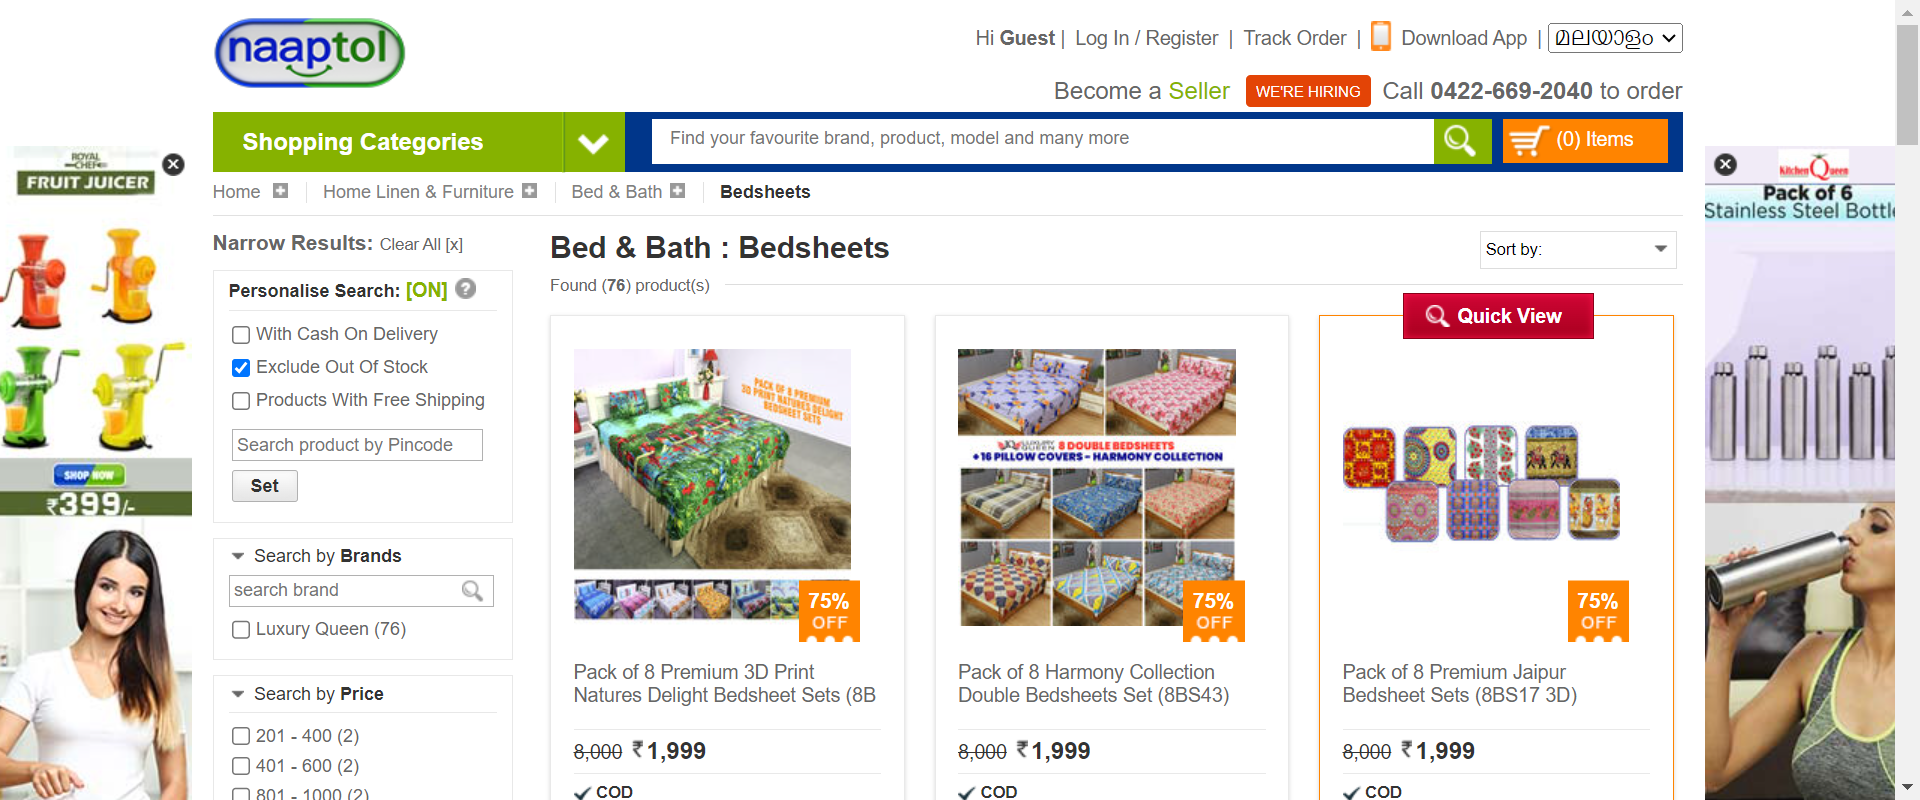 naaptol
Hi Guest | Log In / Register | Track Order | Download App | മലയാളം
Become a Seller WE'RE HIRING Call 0422-669-2040 to order
Shopping Categories
Find your favourite brand, product, model and many more
(0) Items
Home Home Linen & Furniture Bed & Bath Bedsheets
ROYAL
CHEF
FRUIT JUICER
SHOP NOW
₹399/-
Narrow Results: Clear All [x]
Personalise Search: [ON] ?
With Cash On Delivery
Exclude Out Of Stock
Products With Free Shipping
Search product by Pincode
Set
Search by Brands
search brand
Luxury Queen (76)
Search by Price
201 - 400 (2)
401 - 600 (2)
801 - 1000 (2)
Bed & Bath : Bedsheets
Sort by:
Found (76) product(s)
PACK OF 8 PREMIUM
3D PRINT NATURES DELIGHT
BEDSHEET SETS
75%
OFF
Pack of 8 Premium 3D Print
Natures Delight Bedsheet Sets (8B
8,000 ₹1,999
COD
LUXURY
QUEEN
8 DOUBLE BEDSHEETS
+ 16 PILLOW COVERS - HARMONY COLLECTION
75%
OFF
Pack of 8 Harmony Collection
Double Bedsheets Set (8BS43)
8,000 ₹1,999
COD
Quick View
75%
OFF
Pack of 8 Premium Jaipur
Bedsheet Sets (8BS17 3D)
8,000 ₹1,999
COD
Kitchen Queen
Pack of 6
Stainless Steel Bottle